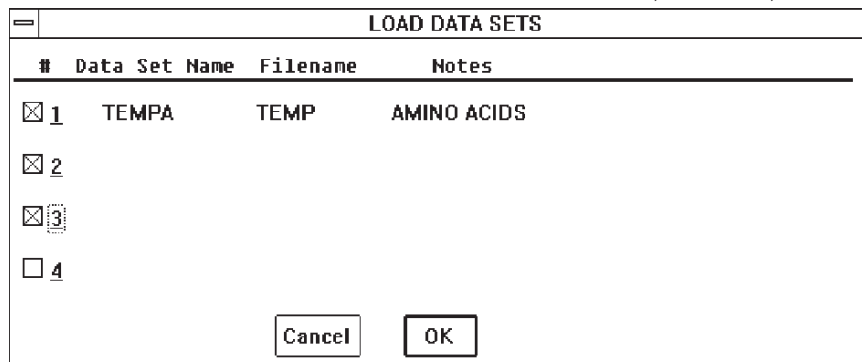 LOAD DATA SETS
# Data Set Name Filename Notes
1 TEMPA TEMP AMINO ACIDS
2
3
4
Cancel OK